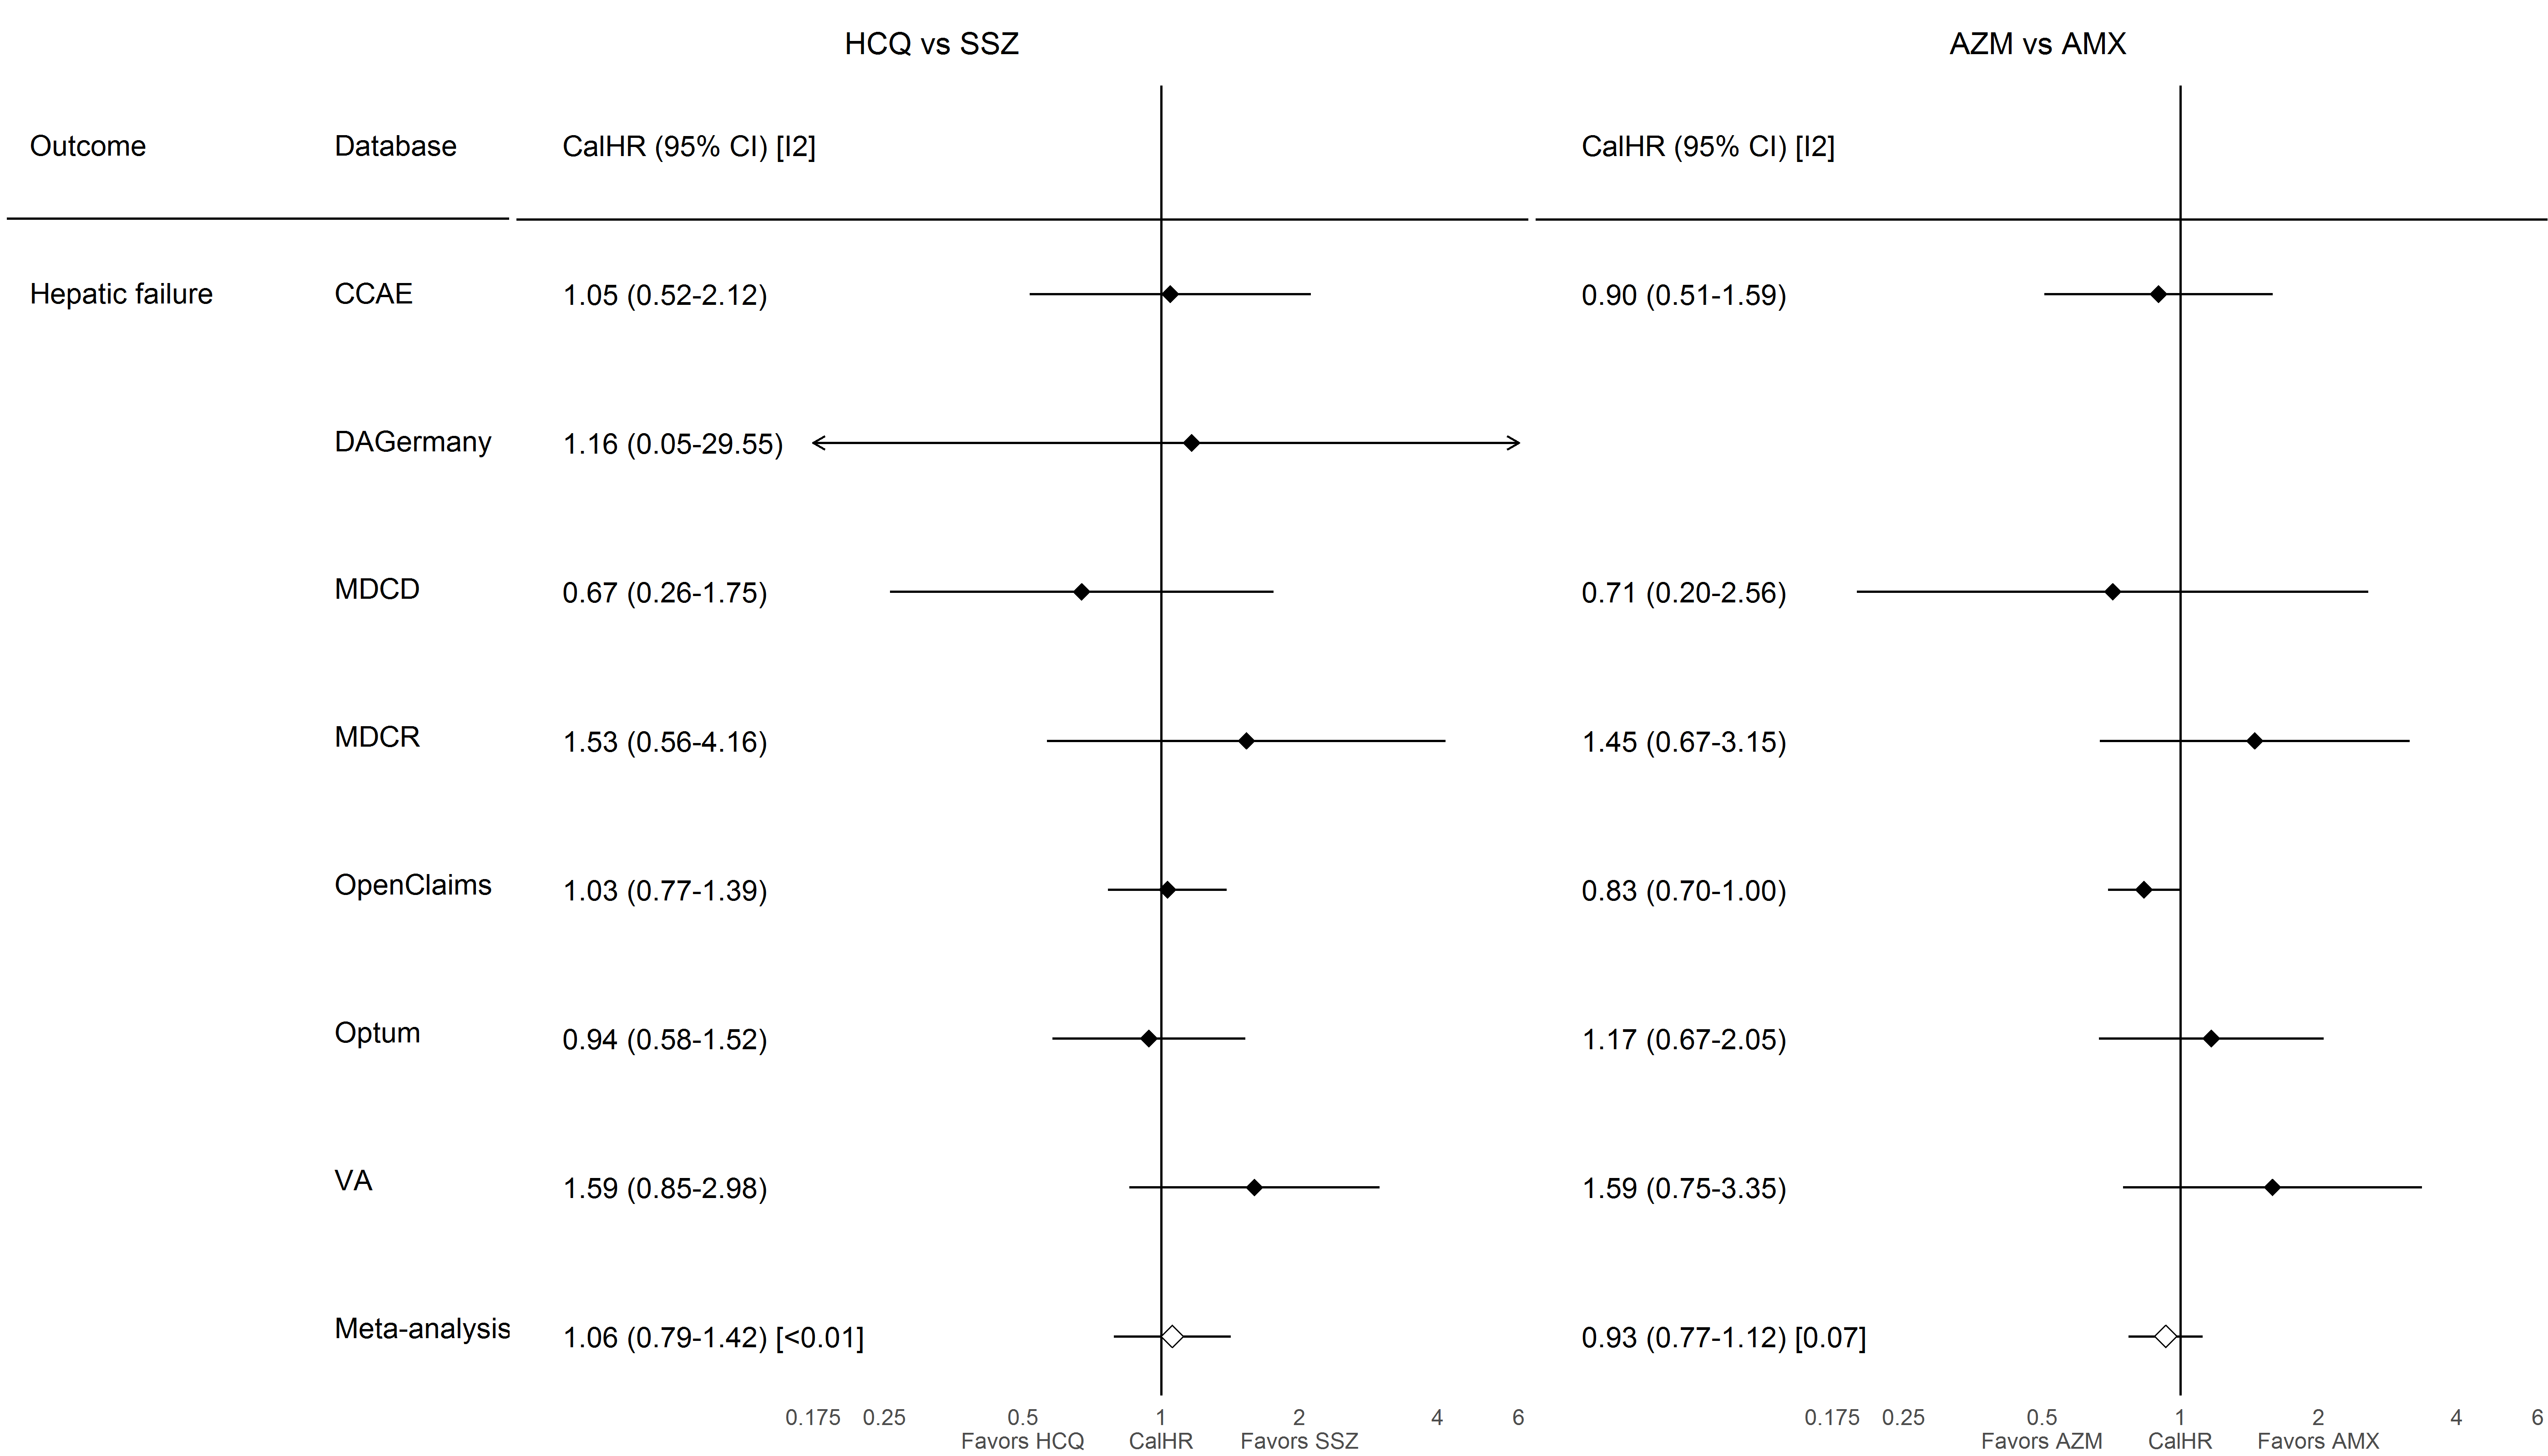 HCQ vs SSZ AZM vs AMX
Outcome Database CalHR (95% CI) [I2] CalHR (95% CI) [I2]
Hepatic failure CCAE 1.05 (0.52-2.12) 0.90 (0.51-1.59)
DAGermany 1.16 (0.05-29.55)
MDCD 0.67 (0.26-1.75) 0.71 (0.20-2.56)
MDCR 1.53 (0.56-4.16) 1.45 (0.67-3.15)
OpenClaims 1.03 (0.77-1.39) 0.83 (0.70-1.00)
Optum 0.94 (0.58-1.52) 1.17 (0.67-2.05)
VA 1.59 (0.85-2.98) 1.59 (0.75-3.35)
Meta-analysis 1.06 (0.79-1.42) [<0.01] 0.93 (0.77-1.12) [0.07]
0.175 0.25 0.5 1 2 4 6 0.175 0.25 0.5 1 2 4 6
Favors HCQ CalHR Favors SSZ Favors AZM CalHR Favors AMX